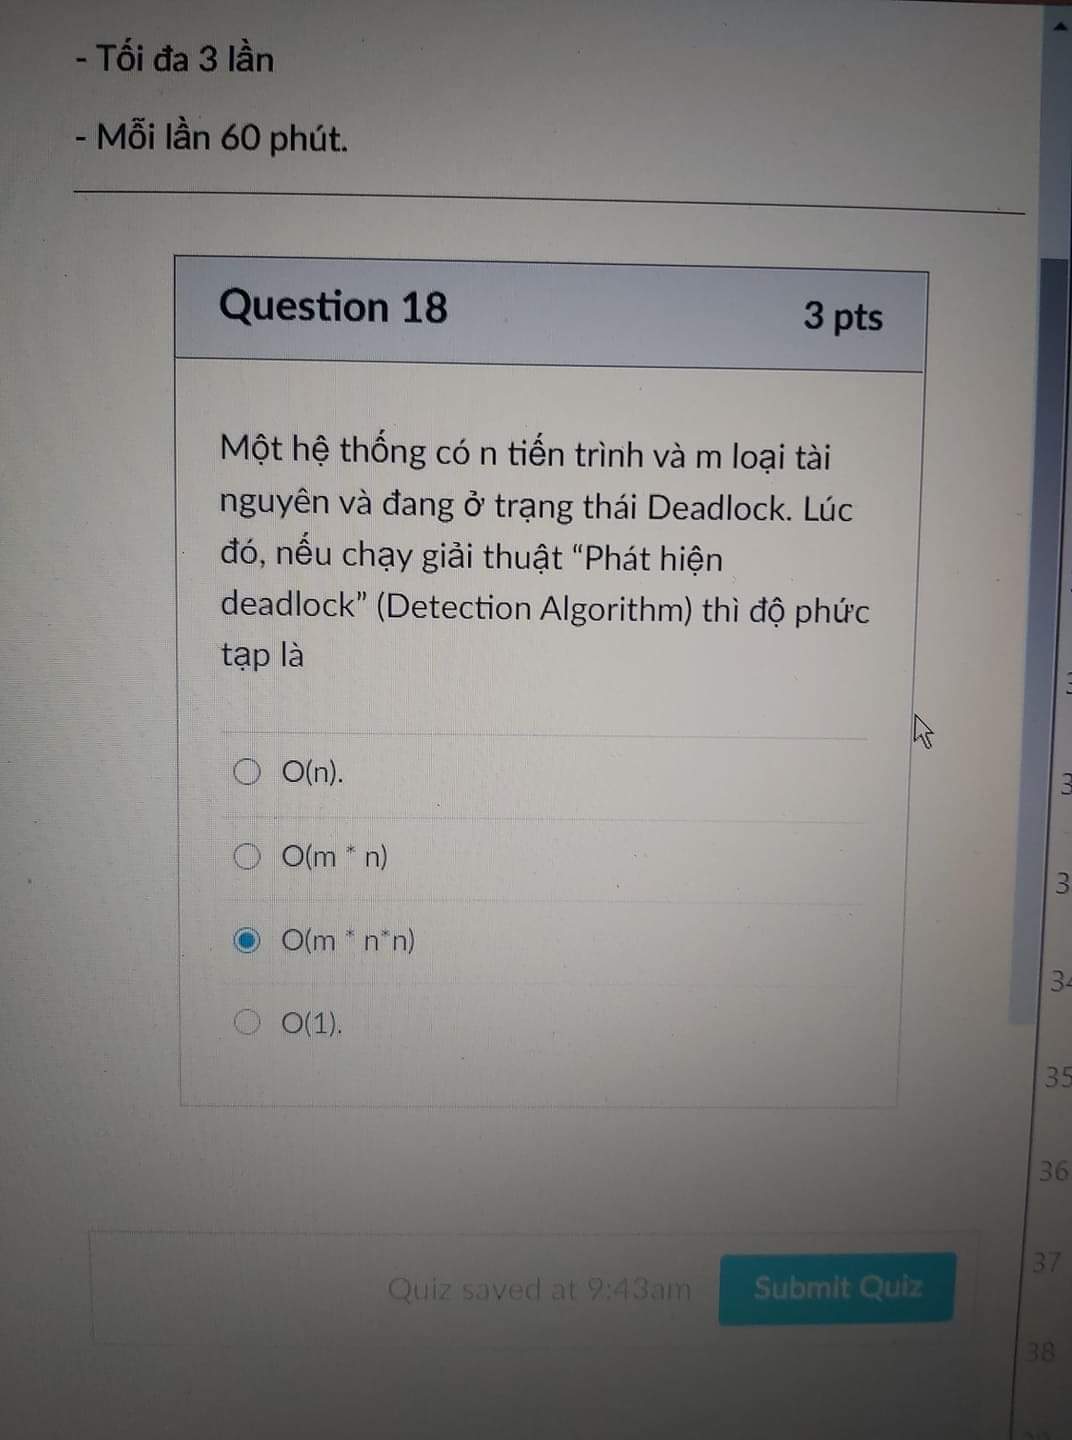 - Tối đa 3 lần
- Mỗi lần 60 phút.
Question 18
3 pts
Một hệ thống có n tiến trình và m loại tài
nguyên và đang ở trạng thái Deadlock. Lúc
đó, nếu chạy giải thuật “Phát hiện
deadlock” (Detection Algorithm) thì độ phức
tạp là
O(n).
O(m * n)
O(m * n*n)
O(1).
3
3
34
35
36
37
38
Quiz saved at 9:43am
Submit Quiz